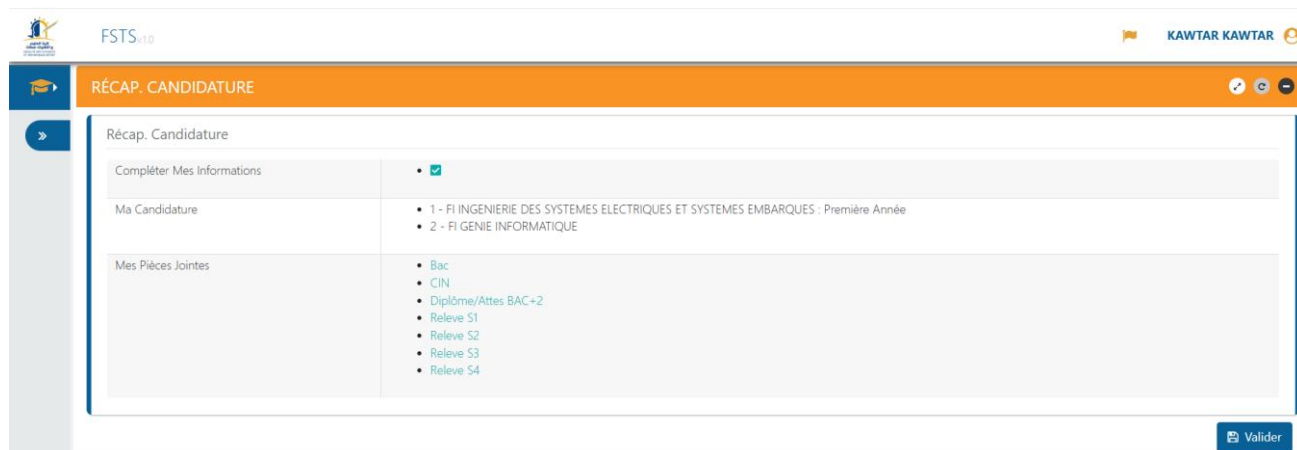 FSTS v1.0
KAWTAR KAWTAR
RÉCAP. CANDIDATURE
Récap. Candidature
Compléter Mes Informations
Ma Candidature
1 - FI INGENIERIE DES SYSTEMES ELECTRIQUES ET SYSTEMES EMBARQUES : Première Année
2 - FI GENIE INFORMATIQUE
Mes Pièces Jointes
Bac
CIN
Diplôme/Attes BAC+2
Releve S1
Releve S2
Releve S3
Releve S4
Valider